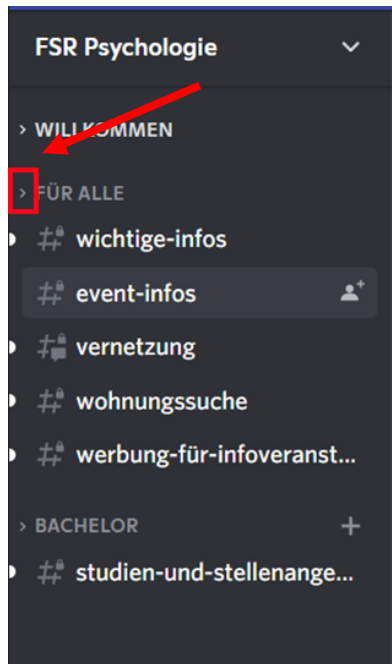 FSR Psychologie
WILLKOMMEN
FÜR ALLE
wichtige-infos
event-infos
vernetzung
wohnungssuche
werbung-für-infoveranst...
BACHELOR
studien-und-stellenange...